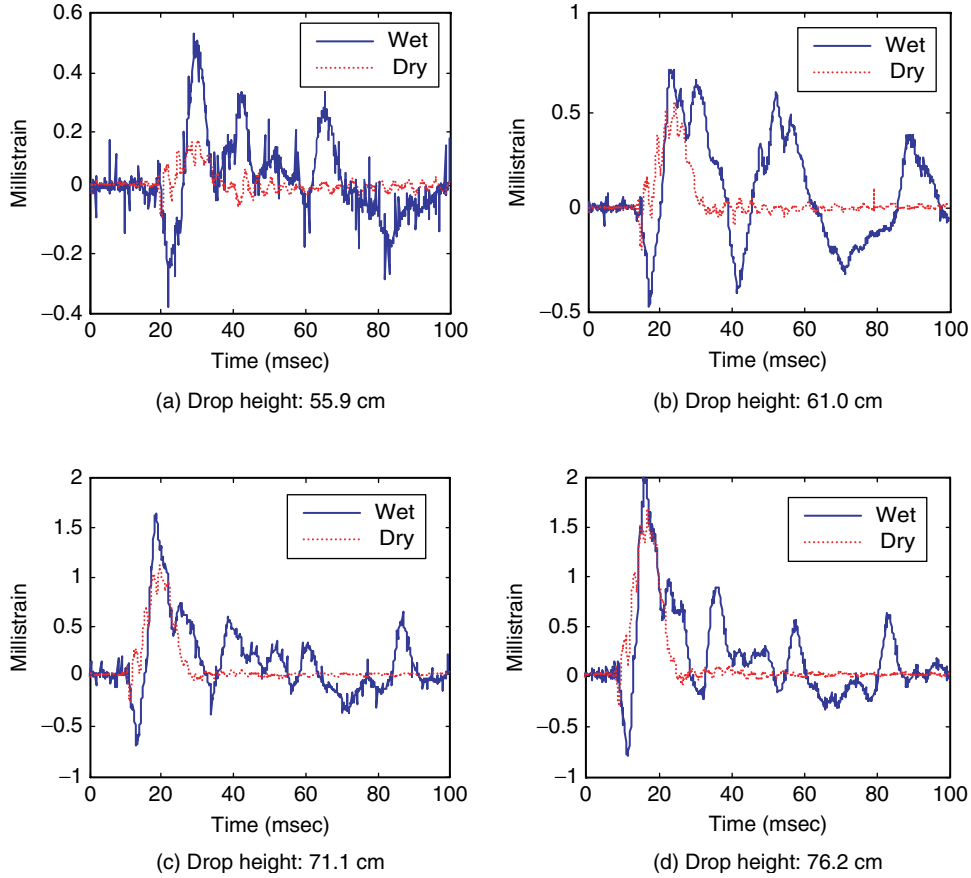 0.6
0.4
0.2
0
−0.2
−0.4
Millistrain
Wet
Dry
0 20 40 60 80 100
Time (msec)
(a) Drop height: 55.9 cm
1
0.5
0
−0.5
Millistrain
Wet
Dry
0 20 40 60 80 100
Time (msec)
(b) Drop height: 61.0 cm
2
1.5
1
0.5
0
−0.5
−1
Millistrain
Wet
Dry
0 20 40 60 80 100
Time (msec)
(c) Drop height: 71.1 cm
2
1.5
1
0.5
0
−0.5
−1
Millistrain
Wet
Dry
0 20 40 60 80 100
Time (msec)
(d) Drop height: 76.2 cm